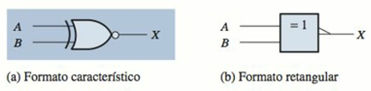 A
B
X
(a) Formato característico
A
B
= 1
X
(b) Formato retangular